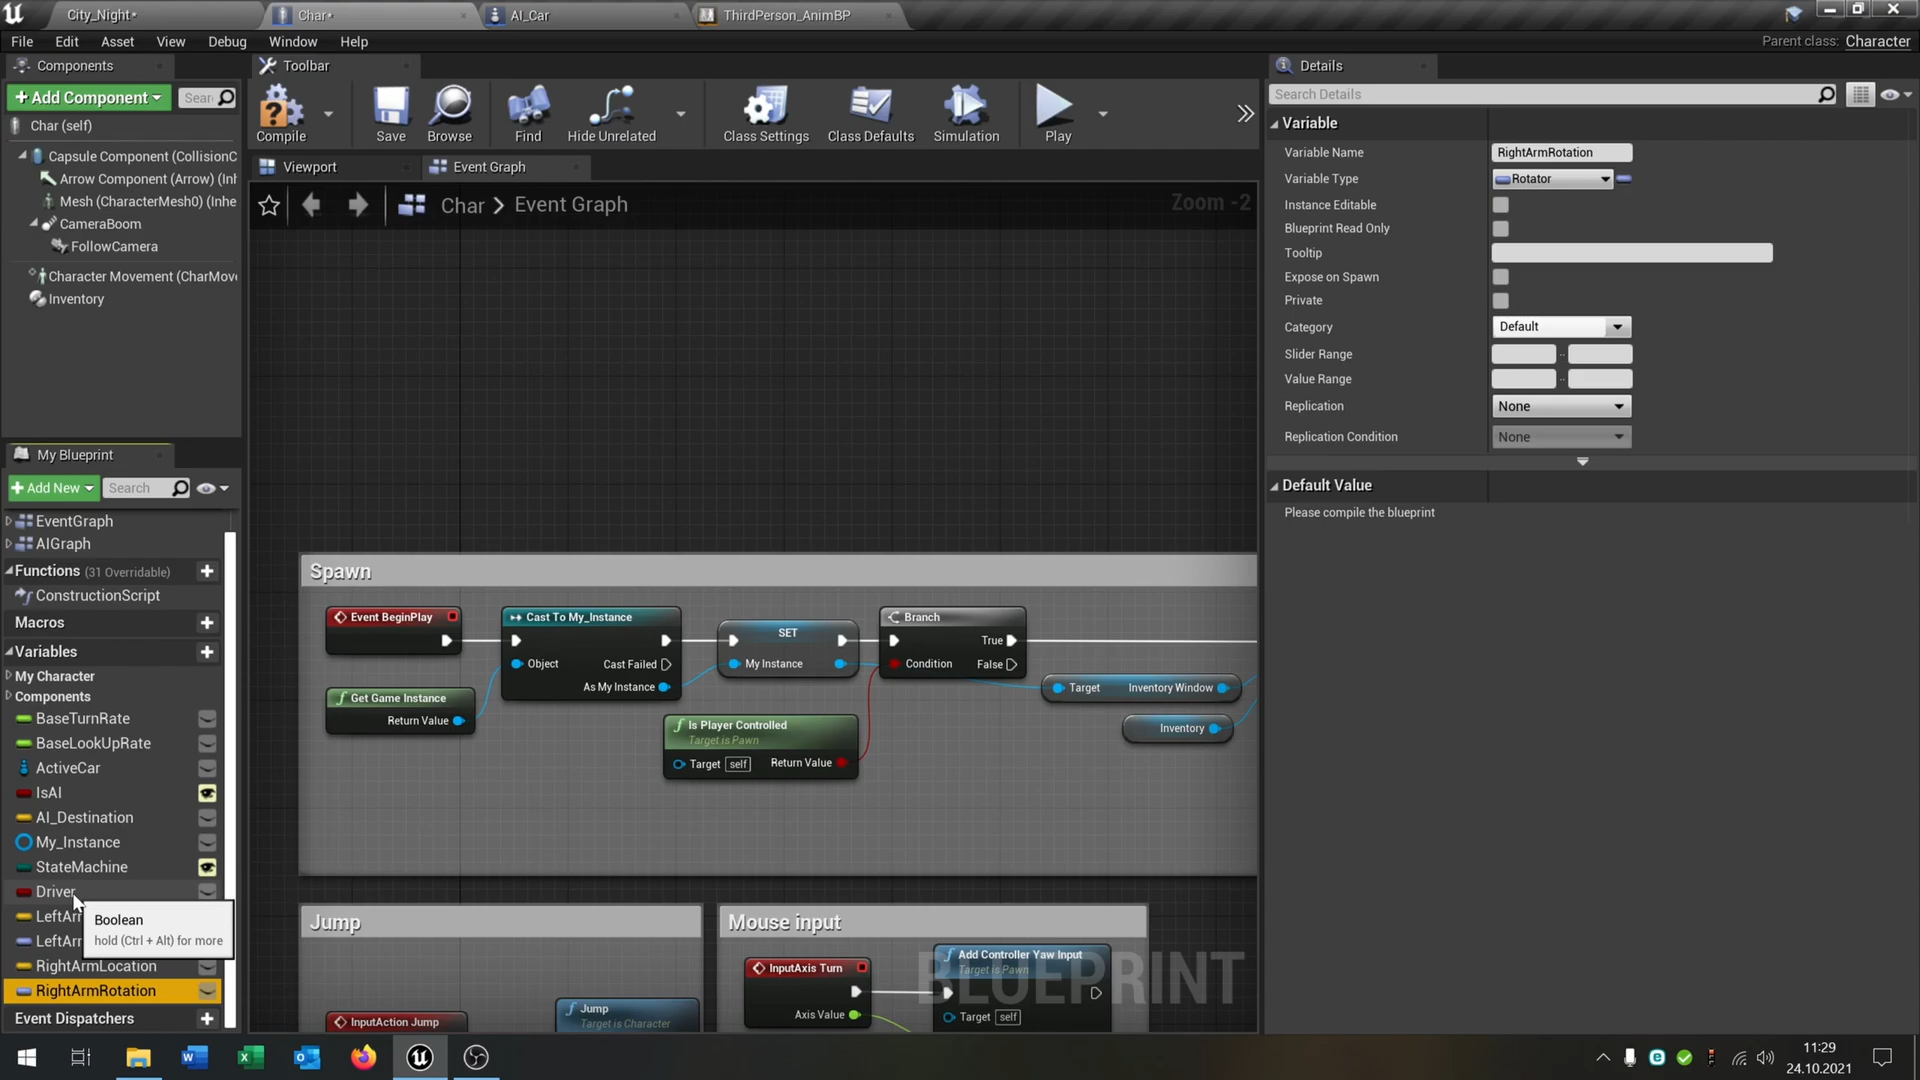 City_Night*
Char*
AI_Car
ThirdPerson_AnimBP
File Edit Asset View Debug Window Help
Parent class: Character
Components
+ Add Component
Sear
Char (self)
Capsule Component (CollisionC
Arrow Component (Arrow) (Inh
Mesh (CharacterMesh0) (Inhe
CameraBoom
FollowCamera
Character Movement (CharMove
Inventory
Toolbar
Compile
Save
Browse
Find
Hide Unrelated
Class Settings
Class Defaults
Simulation
Play
Viewport
Event Graph
Char > Event Graph
Zoom -2
Spawn
Event BeginPlay
Cast To My_Instance
Object
Cast Failed
As My Instance
Get Game Instance
Return Value
SET
My Instance
Branch
True
Condition
False
Is Player Controlled
Target is Pawn
Target self
Return Value
Target
Inventory Window
Inventory
Jump
InputAction Jump
Jump
Target is Character
Mouse input
InputAxis Turn
Axis Value
Add Controller Yaw Input
Target is Pawn
Target self
BLUEPRINT
My Blueprint
+ Add New
Search
EventGraph
AIGraph
Functions (31 Overridable)
ConstructionScript
Macros
Variables
My Character
Components
BaseTurnRate
BaseLookUpRate
ActiveCar
IsAI
AI_Destination
My_Instance
StateMachine
Driver
LeftAr
LeftAr
RightArmLocation
RightArmRotation
Event Dispatchers
Boolean
hold (Ctrl + Alt) for more
Details
Search Details
Variable
Variable Name
RightArmRotation
Variable Type
Rotator
Instance Editable
Blueprint Read Only
Tooltip
Expose on Spawn
Private
Category
Default
Slider Range
Value Range
Replication
None
Replication Condition
None
Default Value
Please compile the blueprint
11:29
24.10.2021